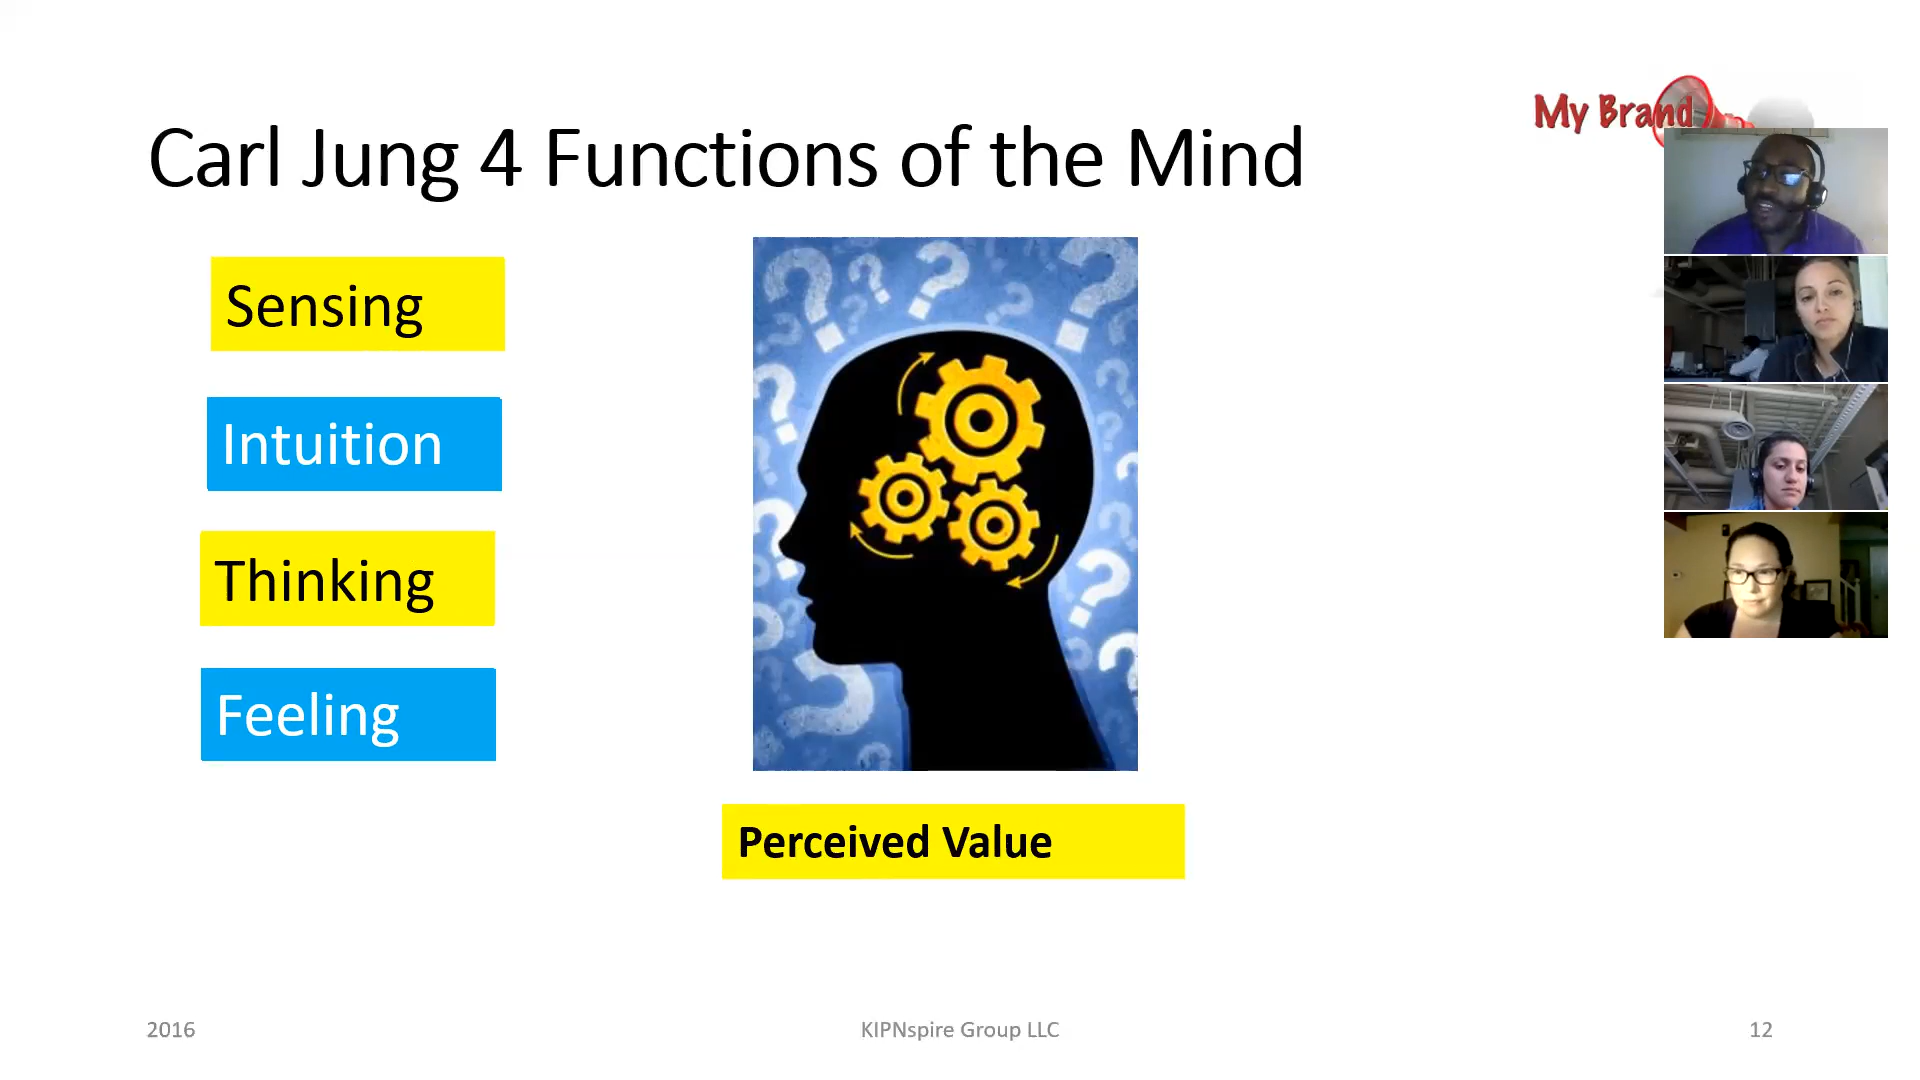 My Brand
Carl Jung 4 Functions of the Mind
Sensing
Intuition
Thinking
Feeling
Perceived Value
2016
KIPNspire Group LLC
12